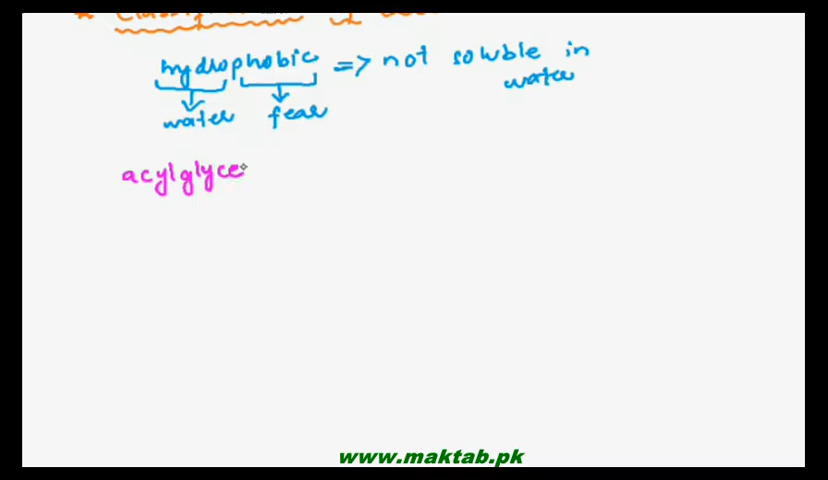 hydrophobic => not soluble in
water
water fear
acylglyce
www.maktab.pk